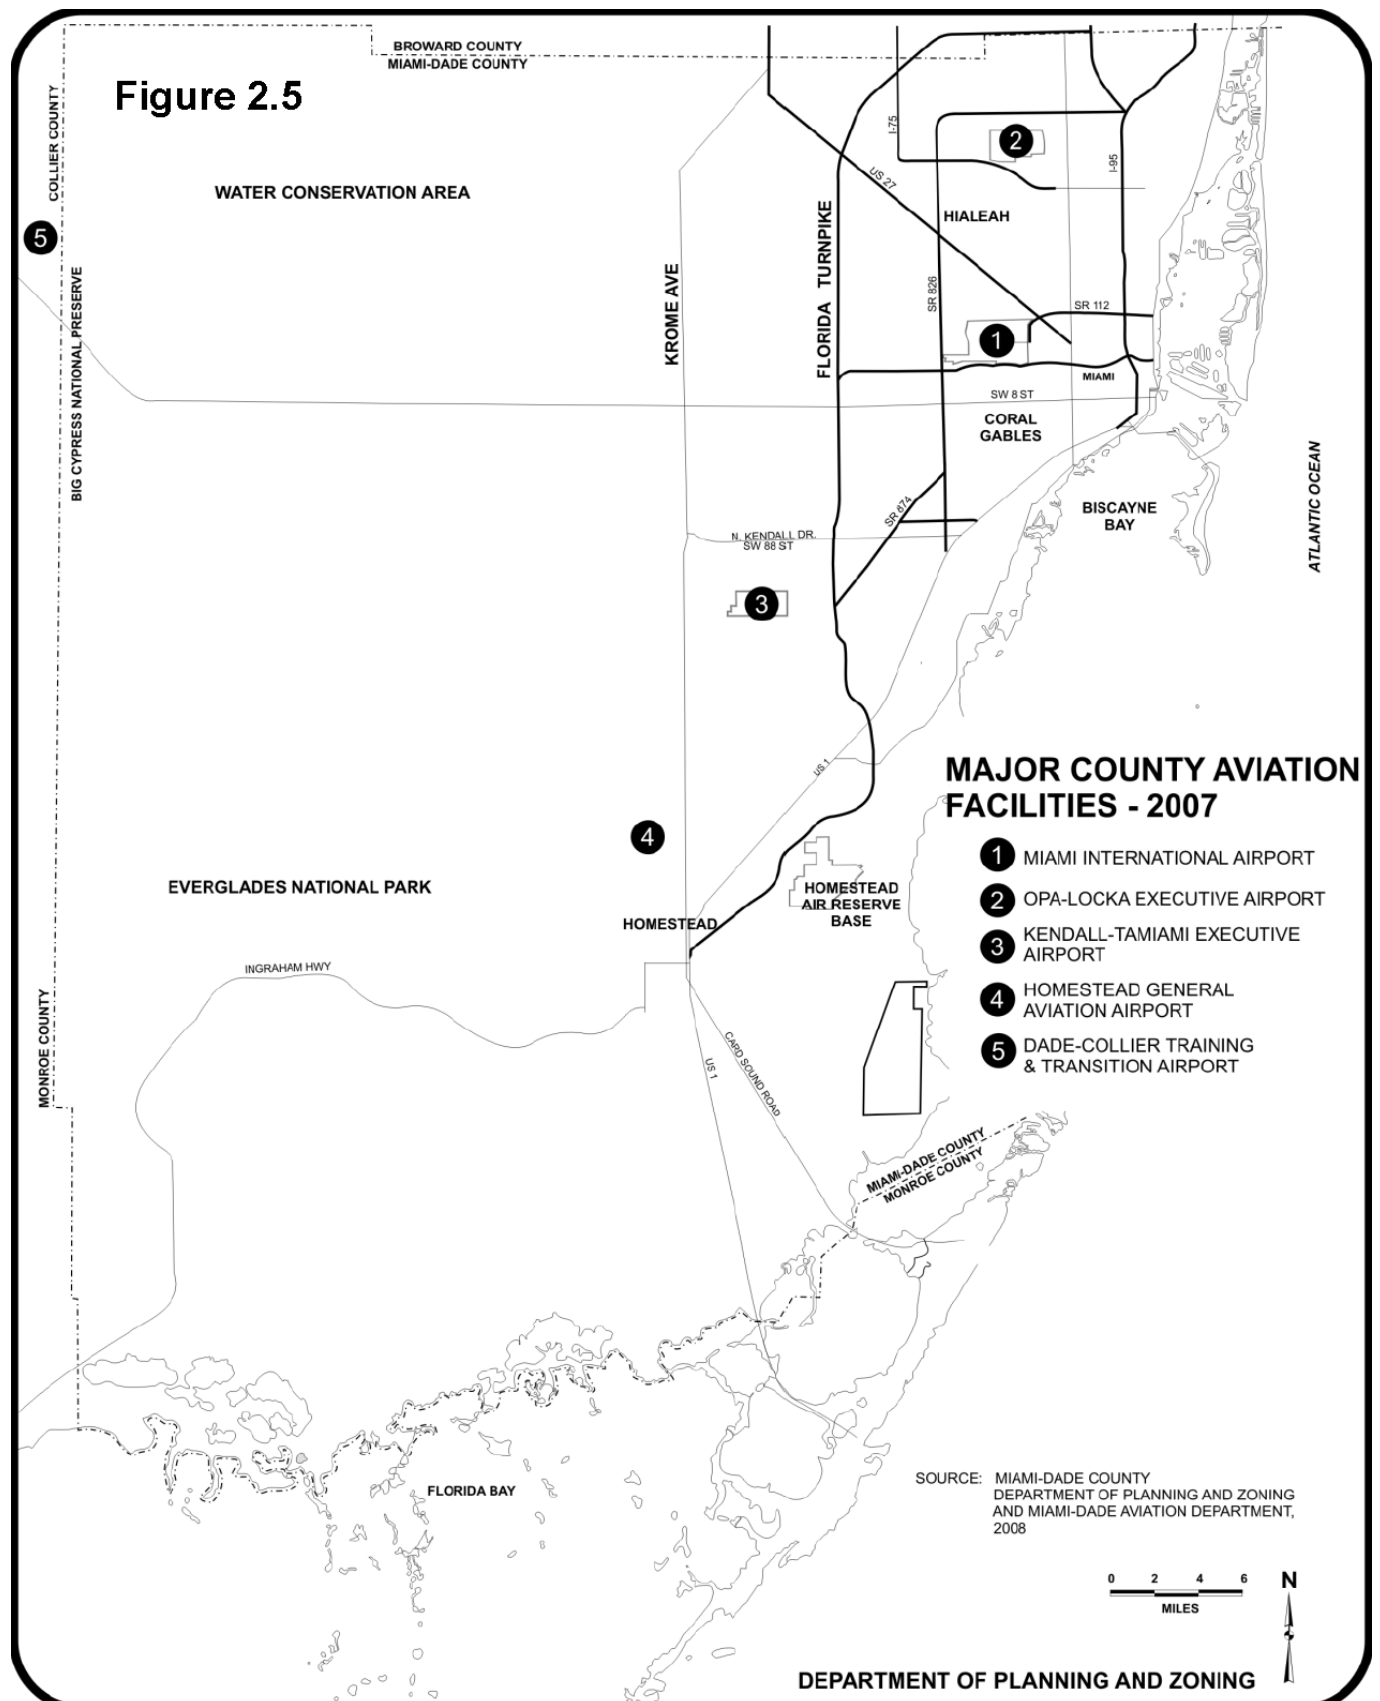 BROWARD COUNTY
MIAMI-DADE COUNTY
Figure 2.5
COLLIER COUNTY
WATER CONSERVATION AREA
I-75
2
I-95
US 27
HIALEAH
5
BIG CYPRESS NATIONAL PRESERVE
KROME AVE
FLORIDA TURNPIKE
SR 826
SR 112
1
MIAMI
SW 8 ST
CORAL
GABLES
ATLANTIC OCEAN
SR 874
BISCAYNE
BAY
N. KENDALL DR.
SW 88 ST
3
US 1
MAJOR COUNTY AVIATION
FACILITIES - 2007
1 MIAMI INTERNATIONAL AIRPORT
2 OPA-LOCKA EXECUTIVE AIRPORT
3 KENDALL-TAMIAMI EXECUTIVE
AIRPORT
4 HOMESTEAD GENERAL
AVIATION AIRPORT
5 DADE-COLLIER TRAINING
& TRANSITION AIRPORT
4
EVERGLADES NATIONAL PARK
HOMESTEAD
AIR RESERVE
BASE
HOMESTEAD
INGRAHAM HWY
MONROE COUNTY
US 1
CARD SOUND ROAD
MIAMI-DADE COUNTY
MONROE COUNTY
FLORIDA BAY
SOURCE: MIAMI-DADE COUNTY
DEPARTMENT OF PLANNING AND ZONING
AND MIAMI-DADE AVIATION DEPARTMENT,
2008
0 2 4 6
MILES
N
DEPARTMENT OF PLANNING AND ZONING